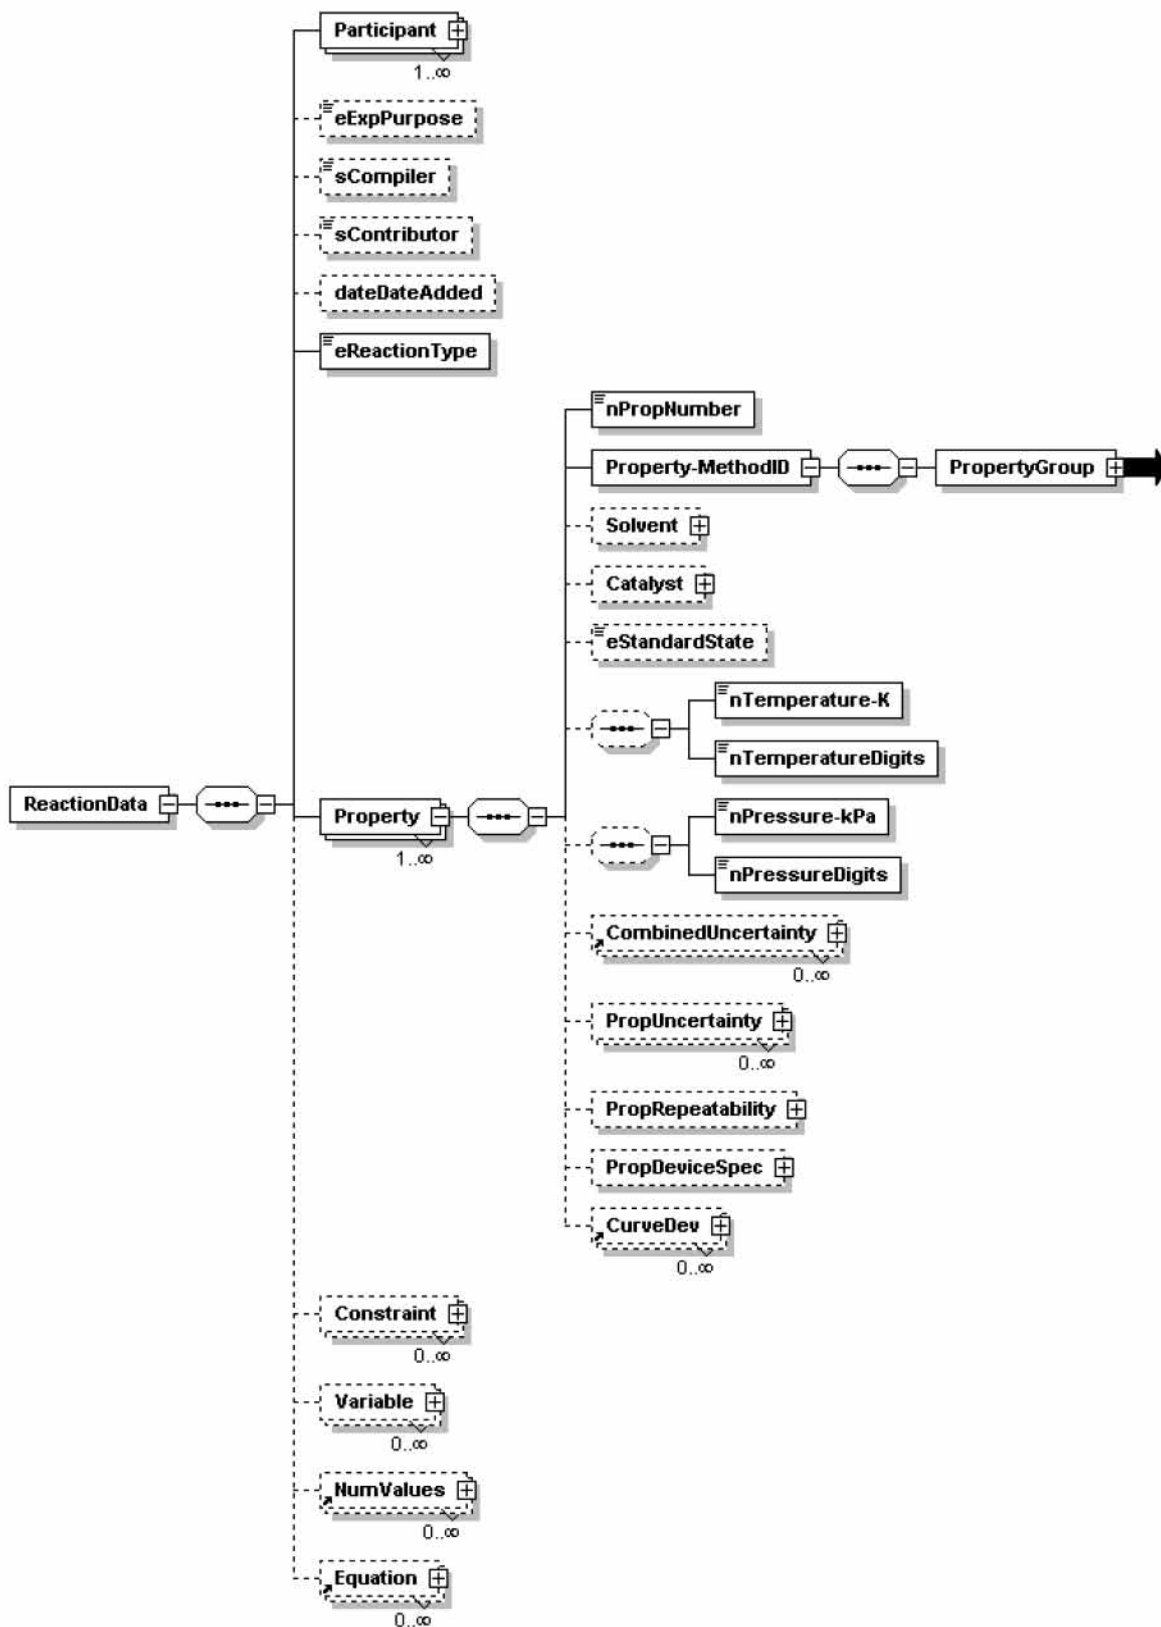 Participant
1..∞
eExpPurpose
sCompiler
sContributor
dateDateAdded
eReactionType
nPropNumber
Property-MethodID
PropertyGroup
Solvent
Catalyst
eStandardState
nTemperature-K
nTemperatureDigits
ReactionData
Property
1..∞
nPressure-kPa
nPressureDigits
CombinedUncertainty
0..∞
PropUncertainty
0..∞
PropRepeatability
PropDeviceSpec
CurveDev
0..∞
Constraint
0..∞
Variable
0..∞
NumValues
0..∞
Equation
0..∞